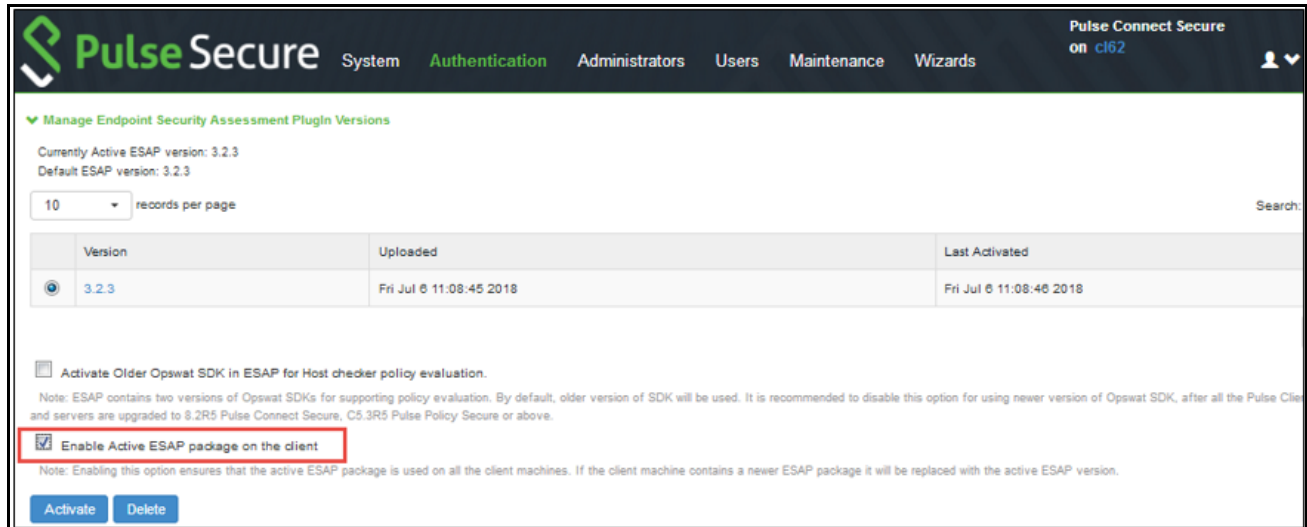 Pulse Secure System Authentication Administrators Users Maintenance Wizards Pulse Connect Secure
on cl62
Manage Endpoint Security Assessment PlugIn Versions
Currently Active ESAP version: 3.2.3
Default ESAP version: 3.2.3
10 records per page Search:
Version Uploaded Last Activated
3.2.3 Fri Jul 6 11:08:45 2018 Fri Jul 6 11:08:46 2018
Activate Older Opswat SDK in ESAP for Host checker policy evaluation.
Note: ESAP contains two versions of Opswat SDKs for supporting policy evaluation. By default, older version of SDK will be used. It is recommended to disable this option for using newer version of Opswat SDK, after all the Pulse Clie
and servers are upgraded to 8.2R5 Pulse Connect Secure, C5.3R5 Pulse Policy Secure or above.
Enable Active ESAP package on the client
Note: Enabling this option ensures that the active ESAP package is used on all the client machines. If the client machine contains a newer ESAP package it will be replaced with the active ESAP version.
Activate Delete